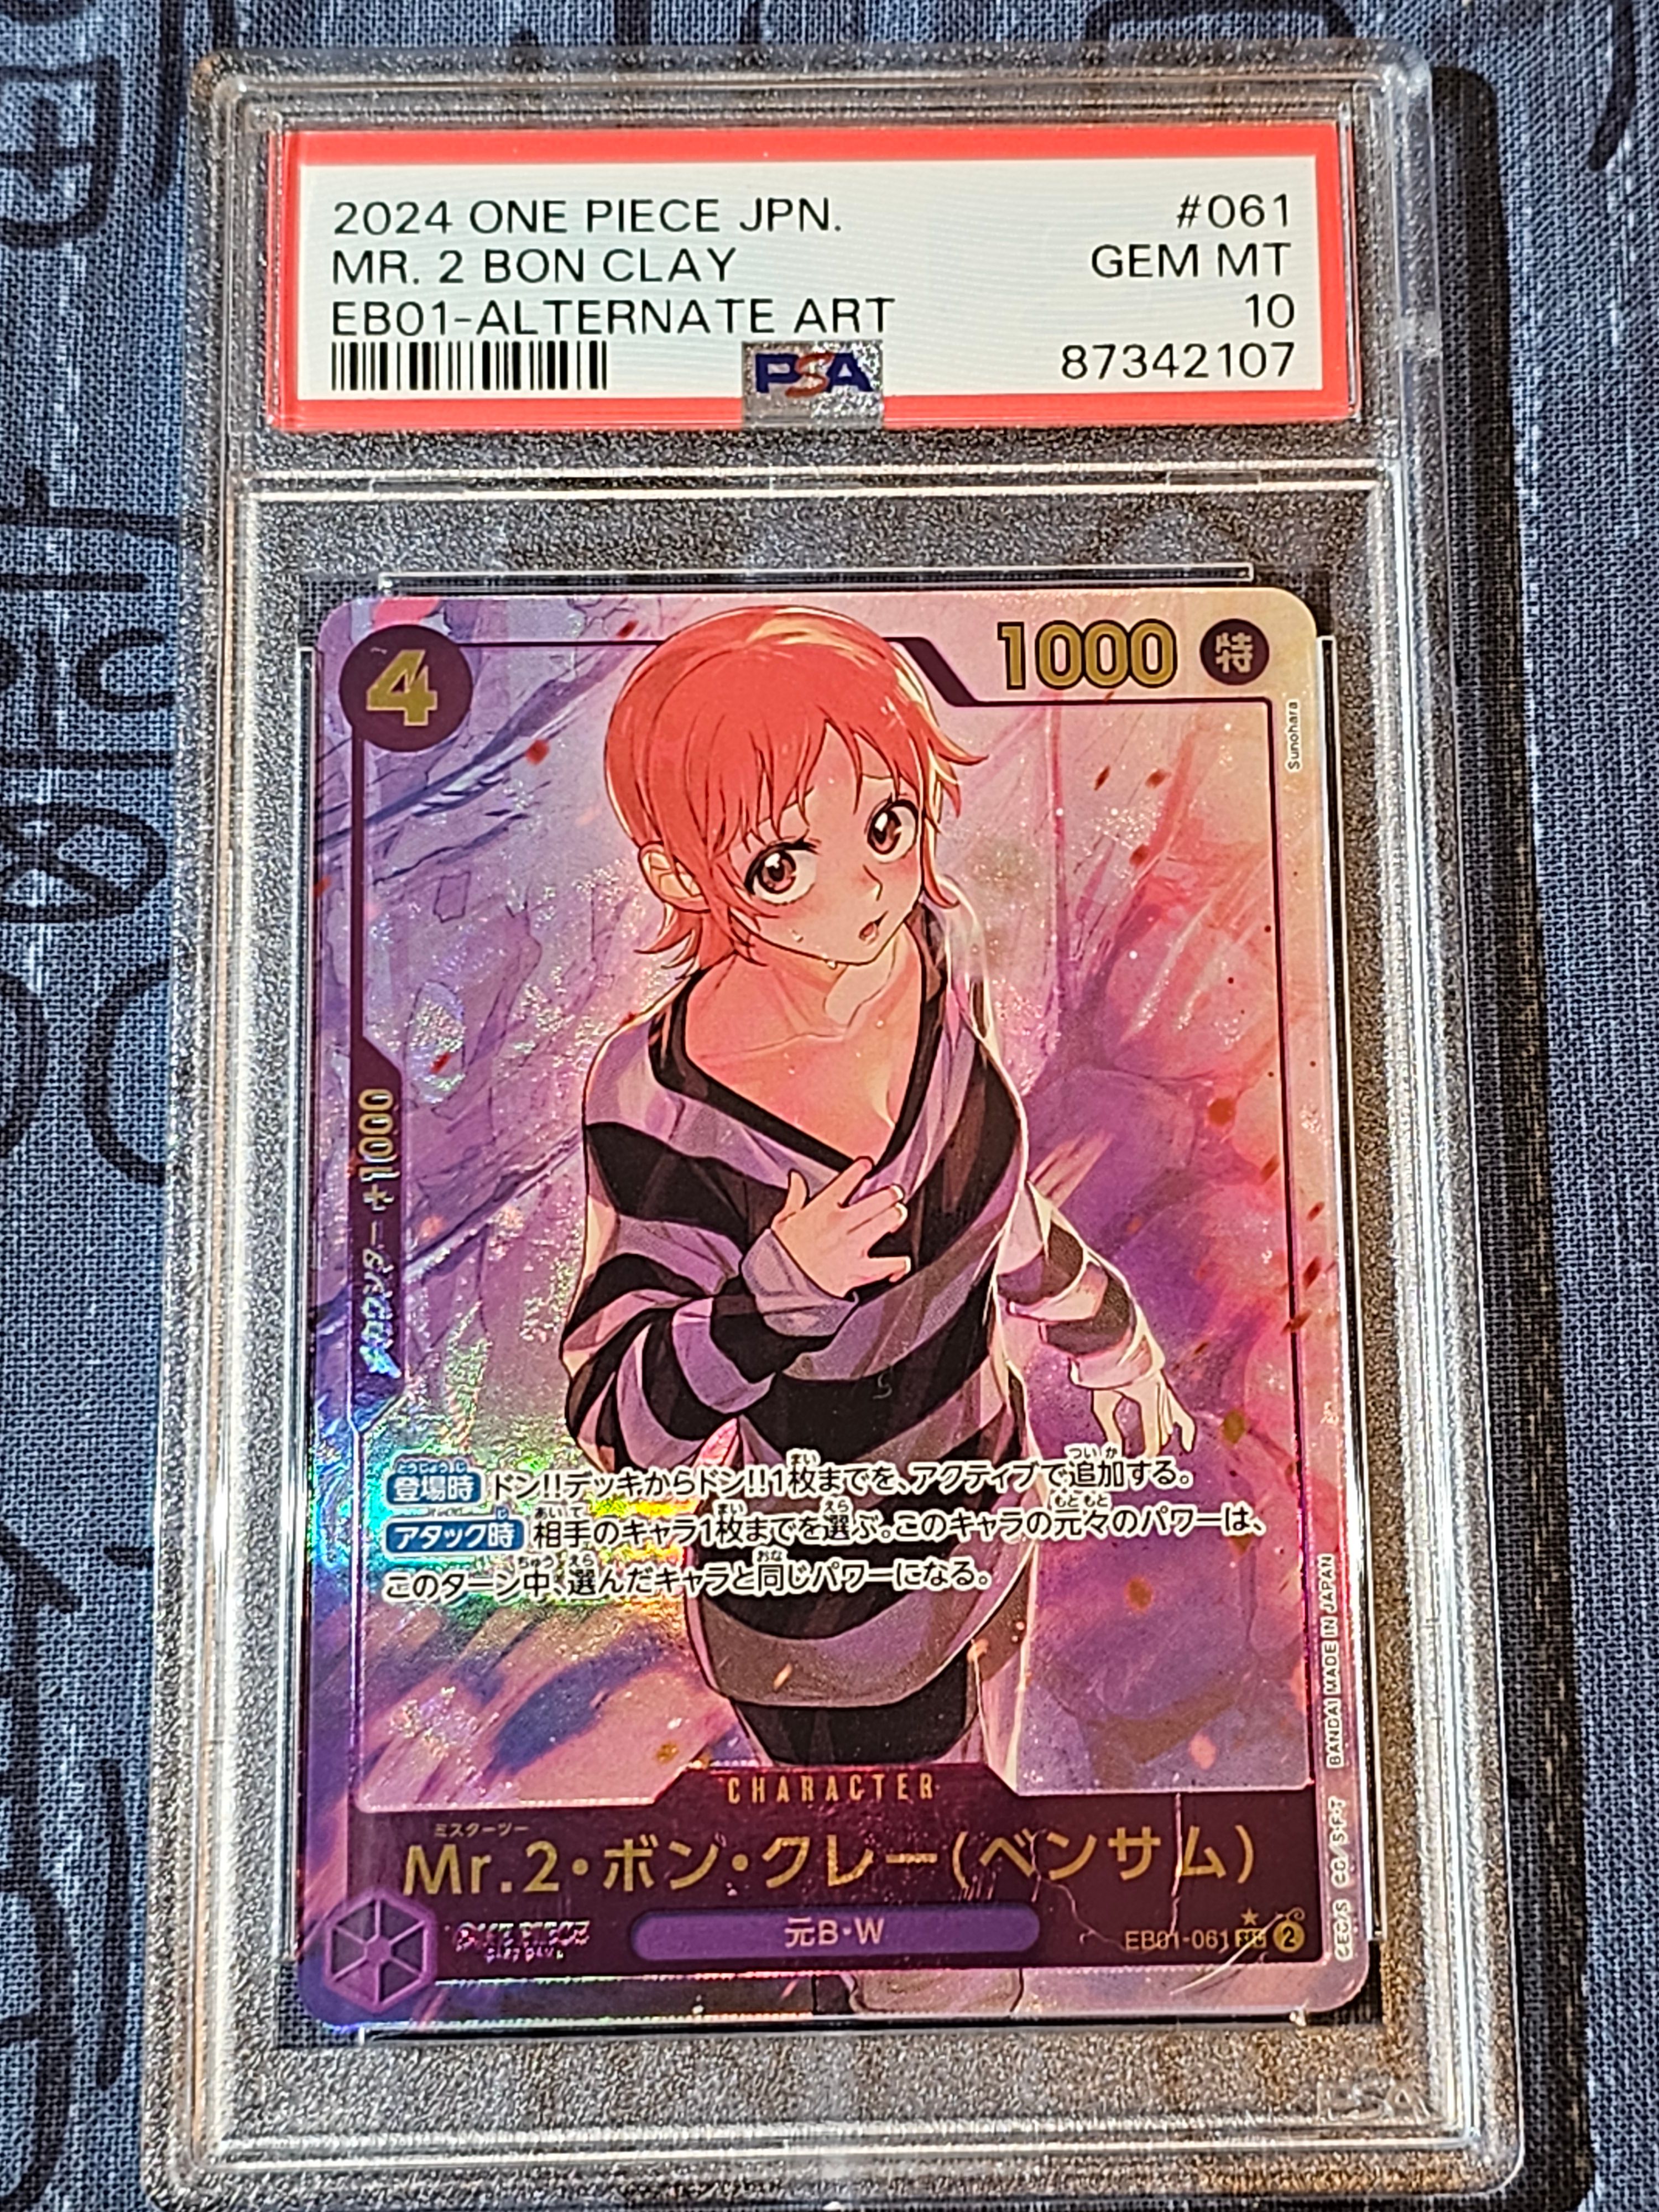 2024 ONE PIECE JPN. #061
MR. 2 BON CLAY GEM MT
EB01-ALTERNATE ART 10
PSA 87342107
4
1000 特
Sunohara
カウンター +1000
登場時 ドン!!デッキからドン!!1枚までを、アクティブで追加する。
アタック時 相手のキャラ1枚までを選ぶ。このキャラの元々のパワーは、
このターン中、選んだキャラと同じパワーになる。
BANDAI MADE IN JAPAN
CHARACTER
ミスターツー
Mr.2・ボン・クレー(ベンサム)
元B・W
ONE PIECE
CARD GAME
EB01-061 2
PSA